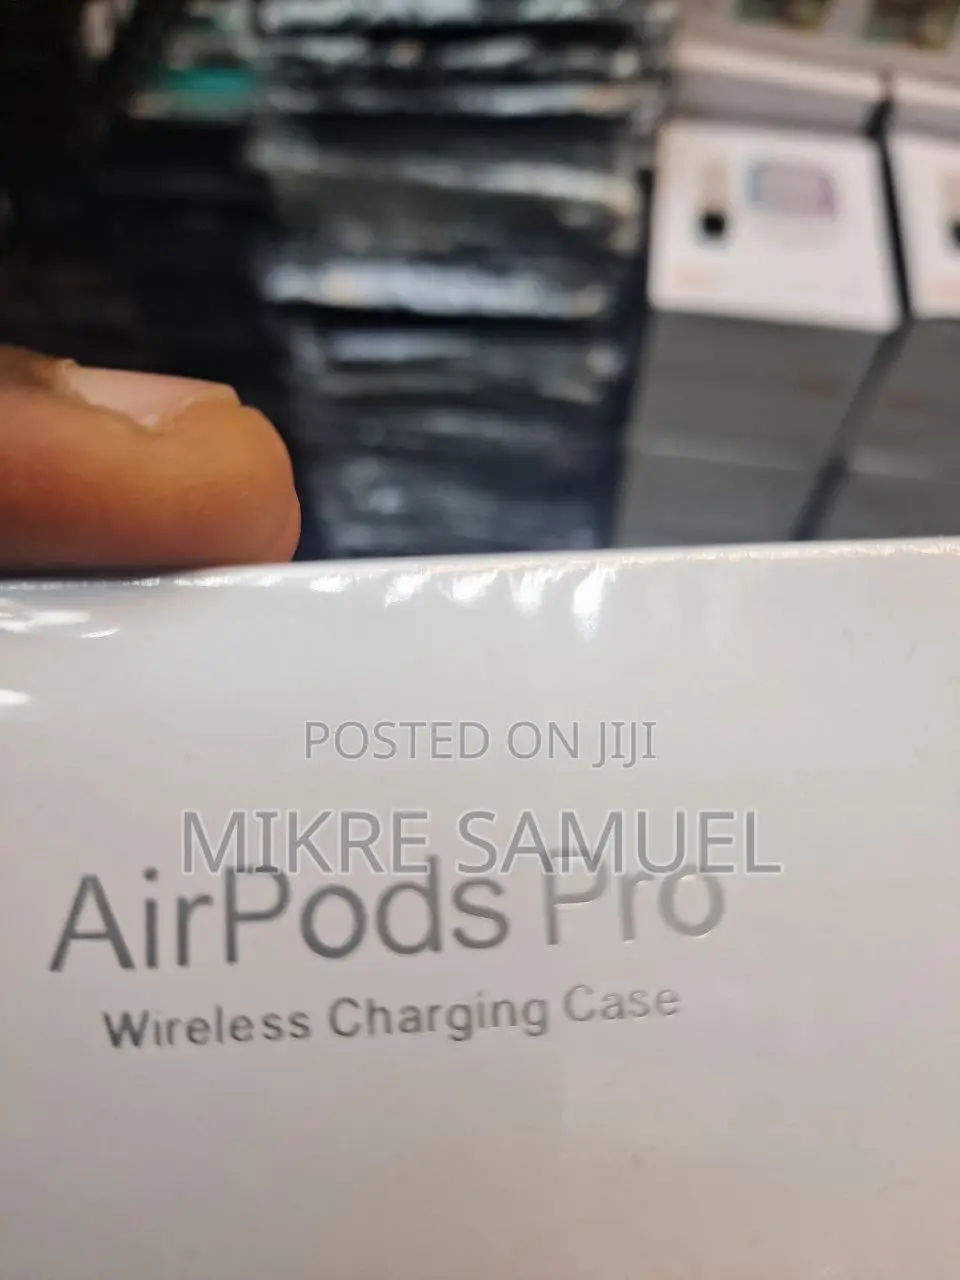 POSTED ON JIJI
MIKRE SAMUEL
AirPods Pro
Wireless Charging Case